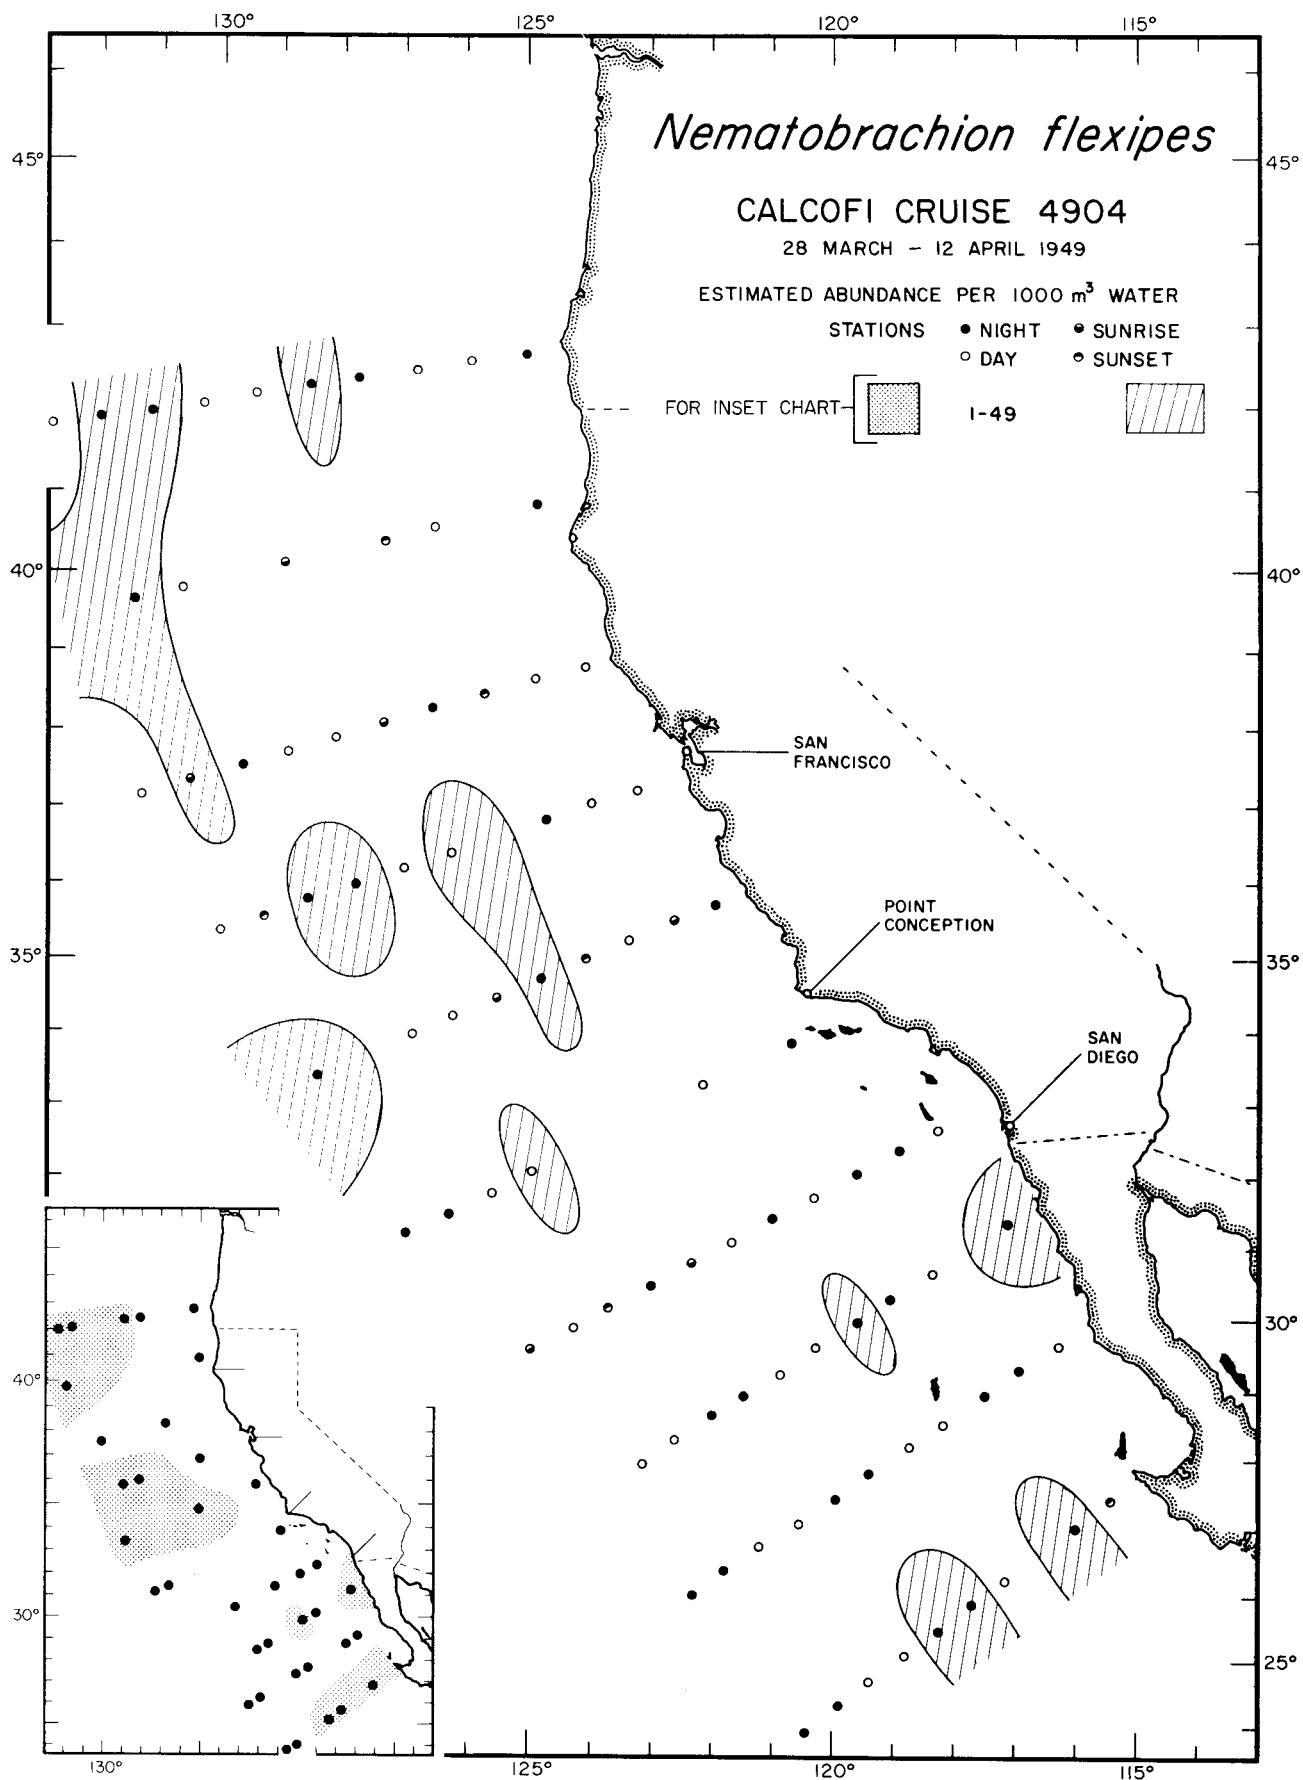 130° 125° 120° 115°
Nematobrachion flexipes
45° 45°
CALCOFI CRUISE 4904
28 MARCH – 12 APRIL 1949
ESTIMATED ABUNDANCE PER 1000 m³ WATER
STATIONS ● NIGHT SUNRISE
○ DAY SUNSET
FOR INSET CHART 1-49
40° 40°
SAN
FRANCISCO
POINT
CONCEPTION
35° 35°
SAN
DIEGO
30°
40°
30°
25°
130° 125° 120° 115°